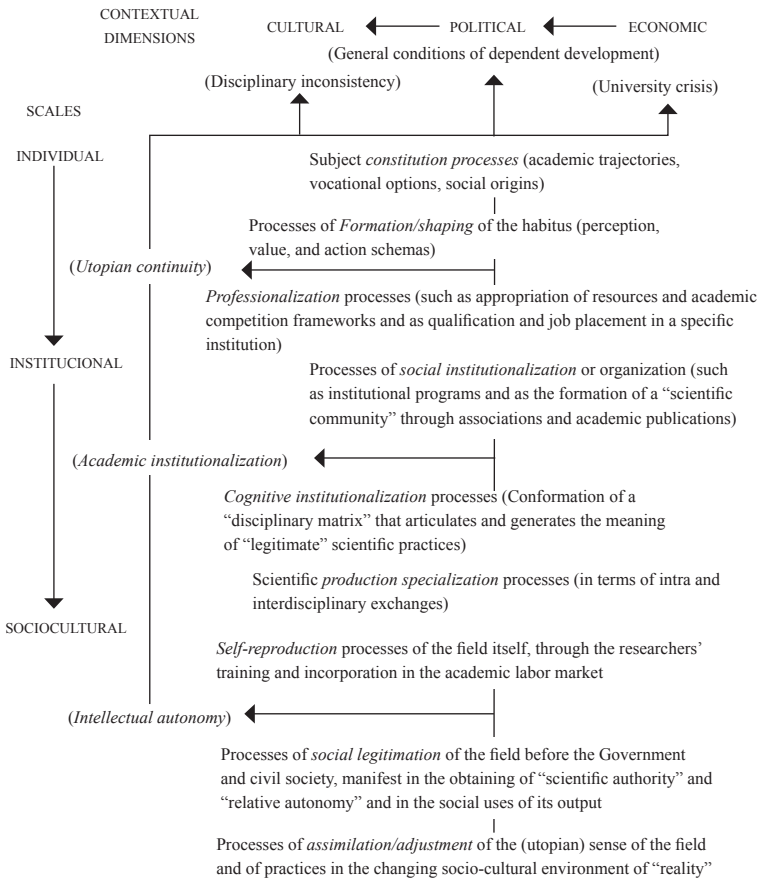 CONTEXTUAL
DIMENSIONS
CULTURAL POLITICAL ECONOMIC
(General conditions of dependent development)
(Disciplinary inconsistency)
(University crisis)
SCALES
INDIVIDUAL
Subject constitution processes (academic trajectories,
vocational options, social origins)
Processes of Formation/shaping of the habitus (perception,
value, and action schemas)
(Utopian continuity)
Professionalization processes (such as appropriation of resources and academic
competition frameworks and as qualification and job placement in a specific
institution)
INSTITUCIONAL
Processes of social institutionalization or organization (such
as institutional programs and as the formation of a “scientific
community” through associations and academic publications)
(Academic institutionalization)
Cognitive institutionalization processes (Conformation of a
“disciplinary matrix” that articulates and generates the meaning
of “legitimate” scientific practices)
Scientific production specialization processes (in terms of intra and
interdisciplinary exchanges)
SOCIOCULTURAL
Self-reproduction processes of the field itself, through the researchers’
training and incorporation in the academic labor market
(Intellectual autonomy)
Processes of social legitimation of the field before the Government
and civil society, manifest in the obtaining of “scientific authority” and
“relative autonomy” and in the social uses of its output
Processes of assimilation/adjustment of the (utopian) sense of the field
and of practices in the changing socio-cultural environment of “reality”